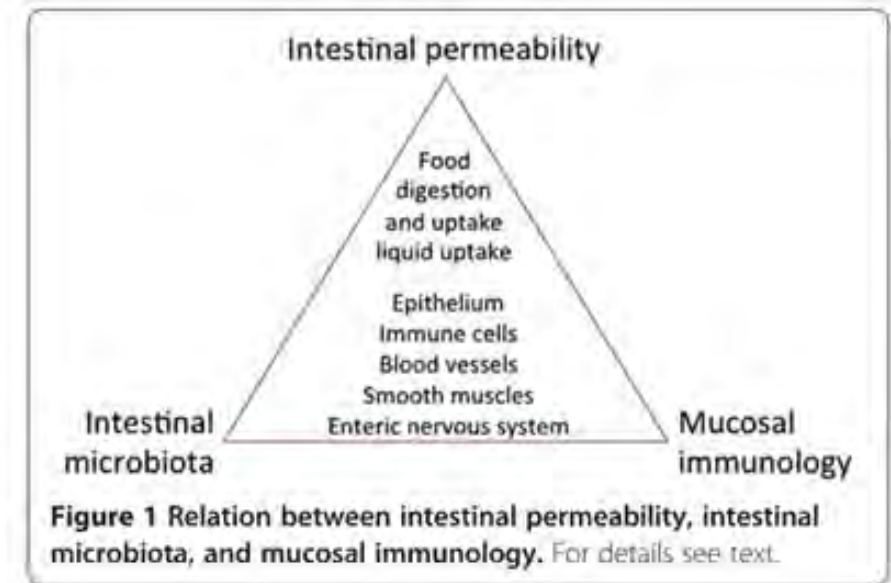 Intestinal permeability
Food
digestion
and uptake
liquid uptake
Epithelium
Immune cells
Blood vessels
Smooth muscles
Enteric nervous system
Intestinal
microbiota
Mucosal
immunology
Figure 1 Relation between intestinal permeability, intestinal
microbiota, and mucosal immunology. For details see text.